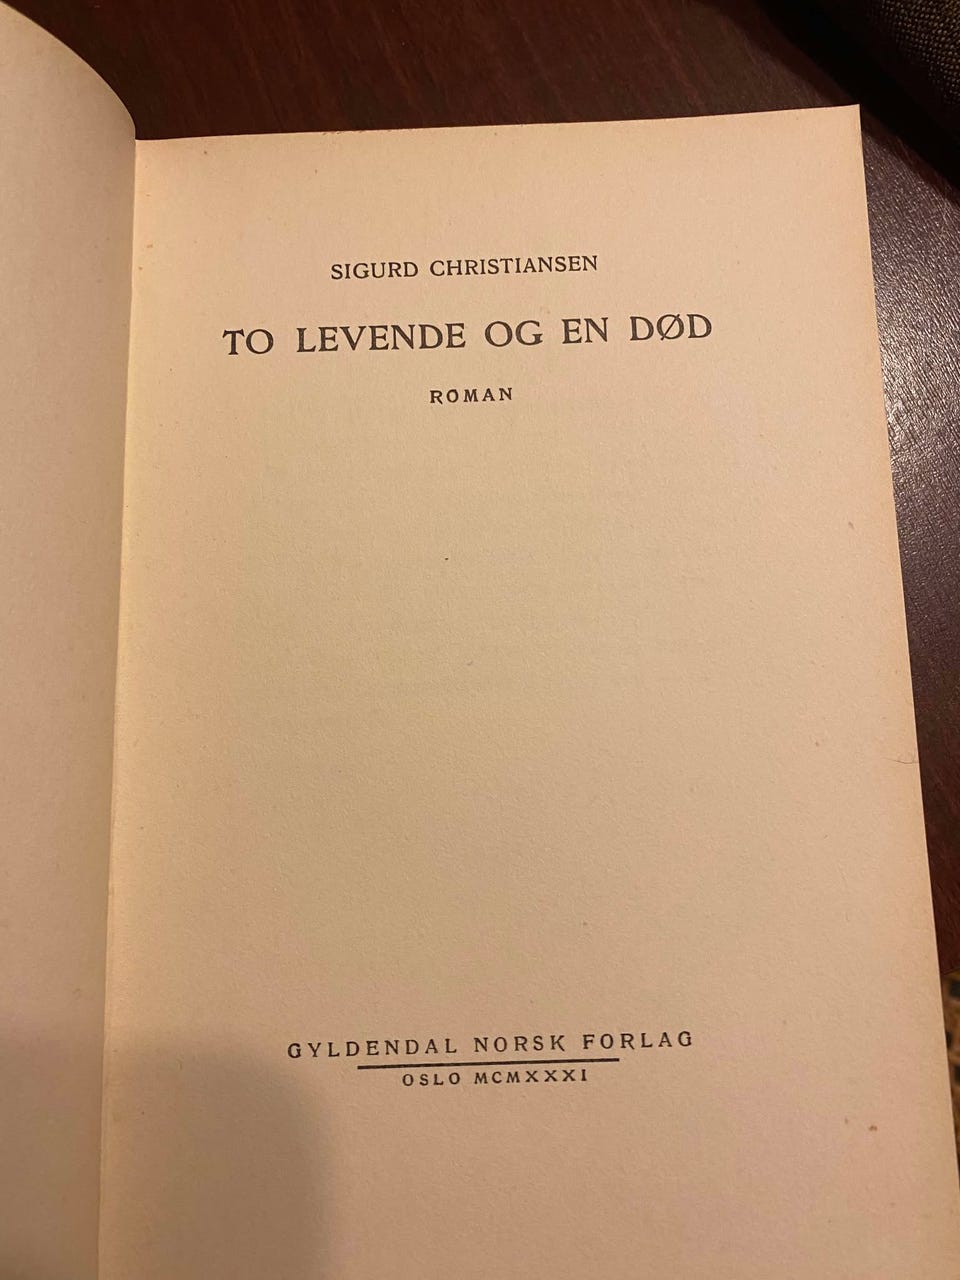 SIGURD CHRISTIANSEN
TO LEVENDE OG EN DØD
ROMAN
GYLDENDAL NORSK FORLAG
OSLO MCMXXXI